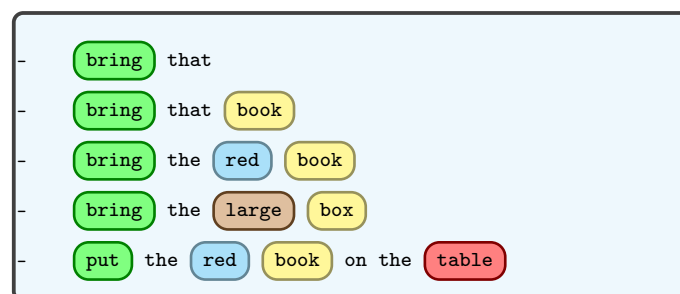 - bring that
- bring that book
- bring the red book
- bring the large box
- put the red book on the table